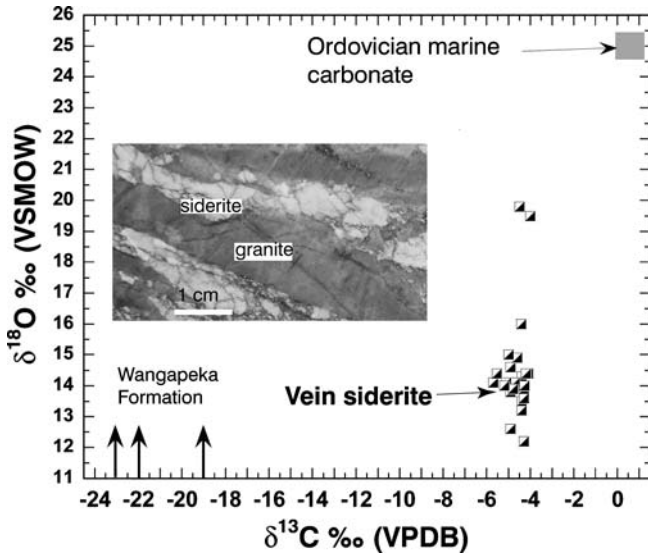 26
25
24
23
22
21
20
19
18
17
16
15
14
13
12
11
δ18O ‰ (VSMOW)
Ordovician marine
carbonate
siderite
granite
1 cm
Wangapeka
Formation
Vein siderite
-24 -22 -20 -18 -16 -14 -12 -10 -8 -6 -4 -2 0
δ13C ‰ (VPDB)